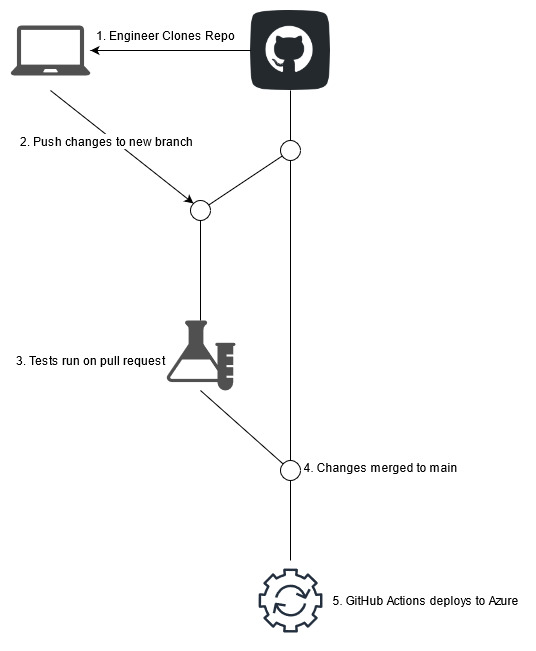 1. Engineer Clones Repo
2. Push changes to new branch
3. Tests run on pull request
4. Changes merged to main
5. GitHub Actions deploys to Azure